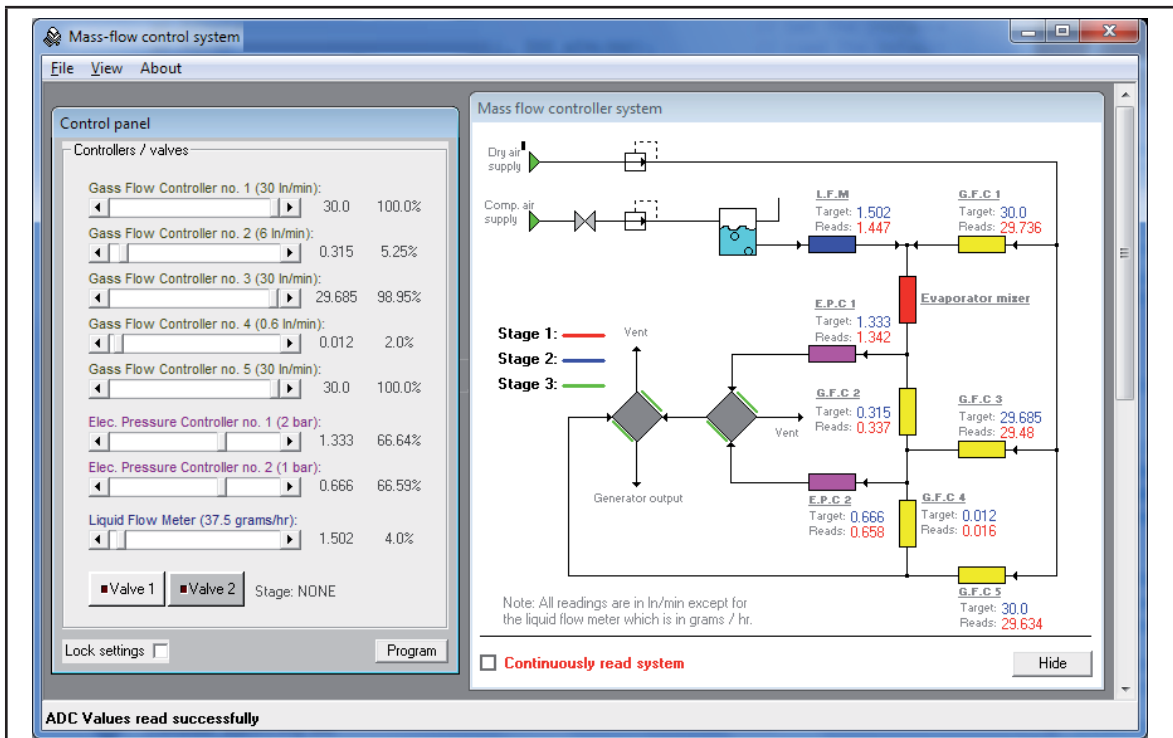 Mass-flow control system
File View About
Control panel
Controllers / valves
Gass Flow Controller no. 1 (30 ln/min):
30.0 100.0%
Gass Flow Controller no. 2 (6 ln/min):
0.315 5.25%
Gass Flow Controller no. 3 (30 ln/min):
29.685 98.95%
Gass Flow Controller no. 4 (0.6 ln/min):
0.012 2.0%
Gass Flow Controller no. 5 (30 ln/min):
30.0 100.0%
Elec. Pressure Controller no. 1 (2 bar):
1.333 66.64%
Elec. Pressure Controller no. 2 (1 bar):
0.666 66.59%
Liquid Flow Meter (37.5 grams/hr):
1.502 4.0%
Valve 1 Valve 2 Stage: NONE
Lock settings Program
Mass flow controller system
Dry air
supply
Comp. air
supply
L.F.M
Target: 1.502
Reads: 1.447
G.F.C 1
Target: 30.0
Reads: 29.736
Evaporator mixer
E.P.C 1
Target: 1.333
Reads: 1.342
Stage 1:
Stage 2:
Stage 3:
Vent
Vent
Generator output
G.F.C 2
Target: 0.315
Reads: 0.337
G.F.C 3
Target: 29.685
Reads: 29.48
E.P.C 2
Target: 0.666
Reads: 0.658
G.F.C 4
Target: 0.012
Reads: 0.016
G.F.C 5
Target: 30.0
Reads: 29.634
Note: All readings are in ln/min except for
the liquid flow meter which is in grams / hr.
Continuously read system
Hide
ADC Values read successfully